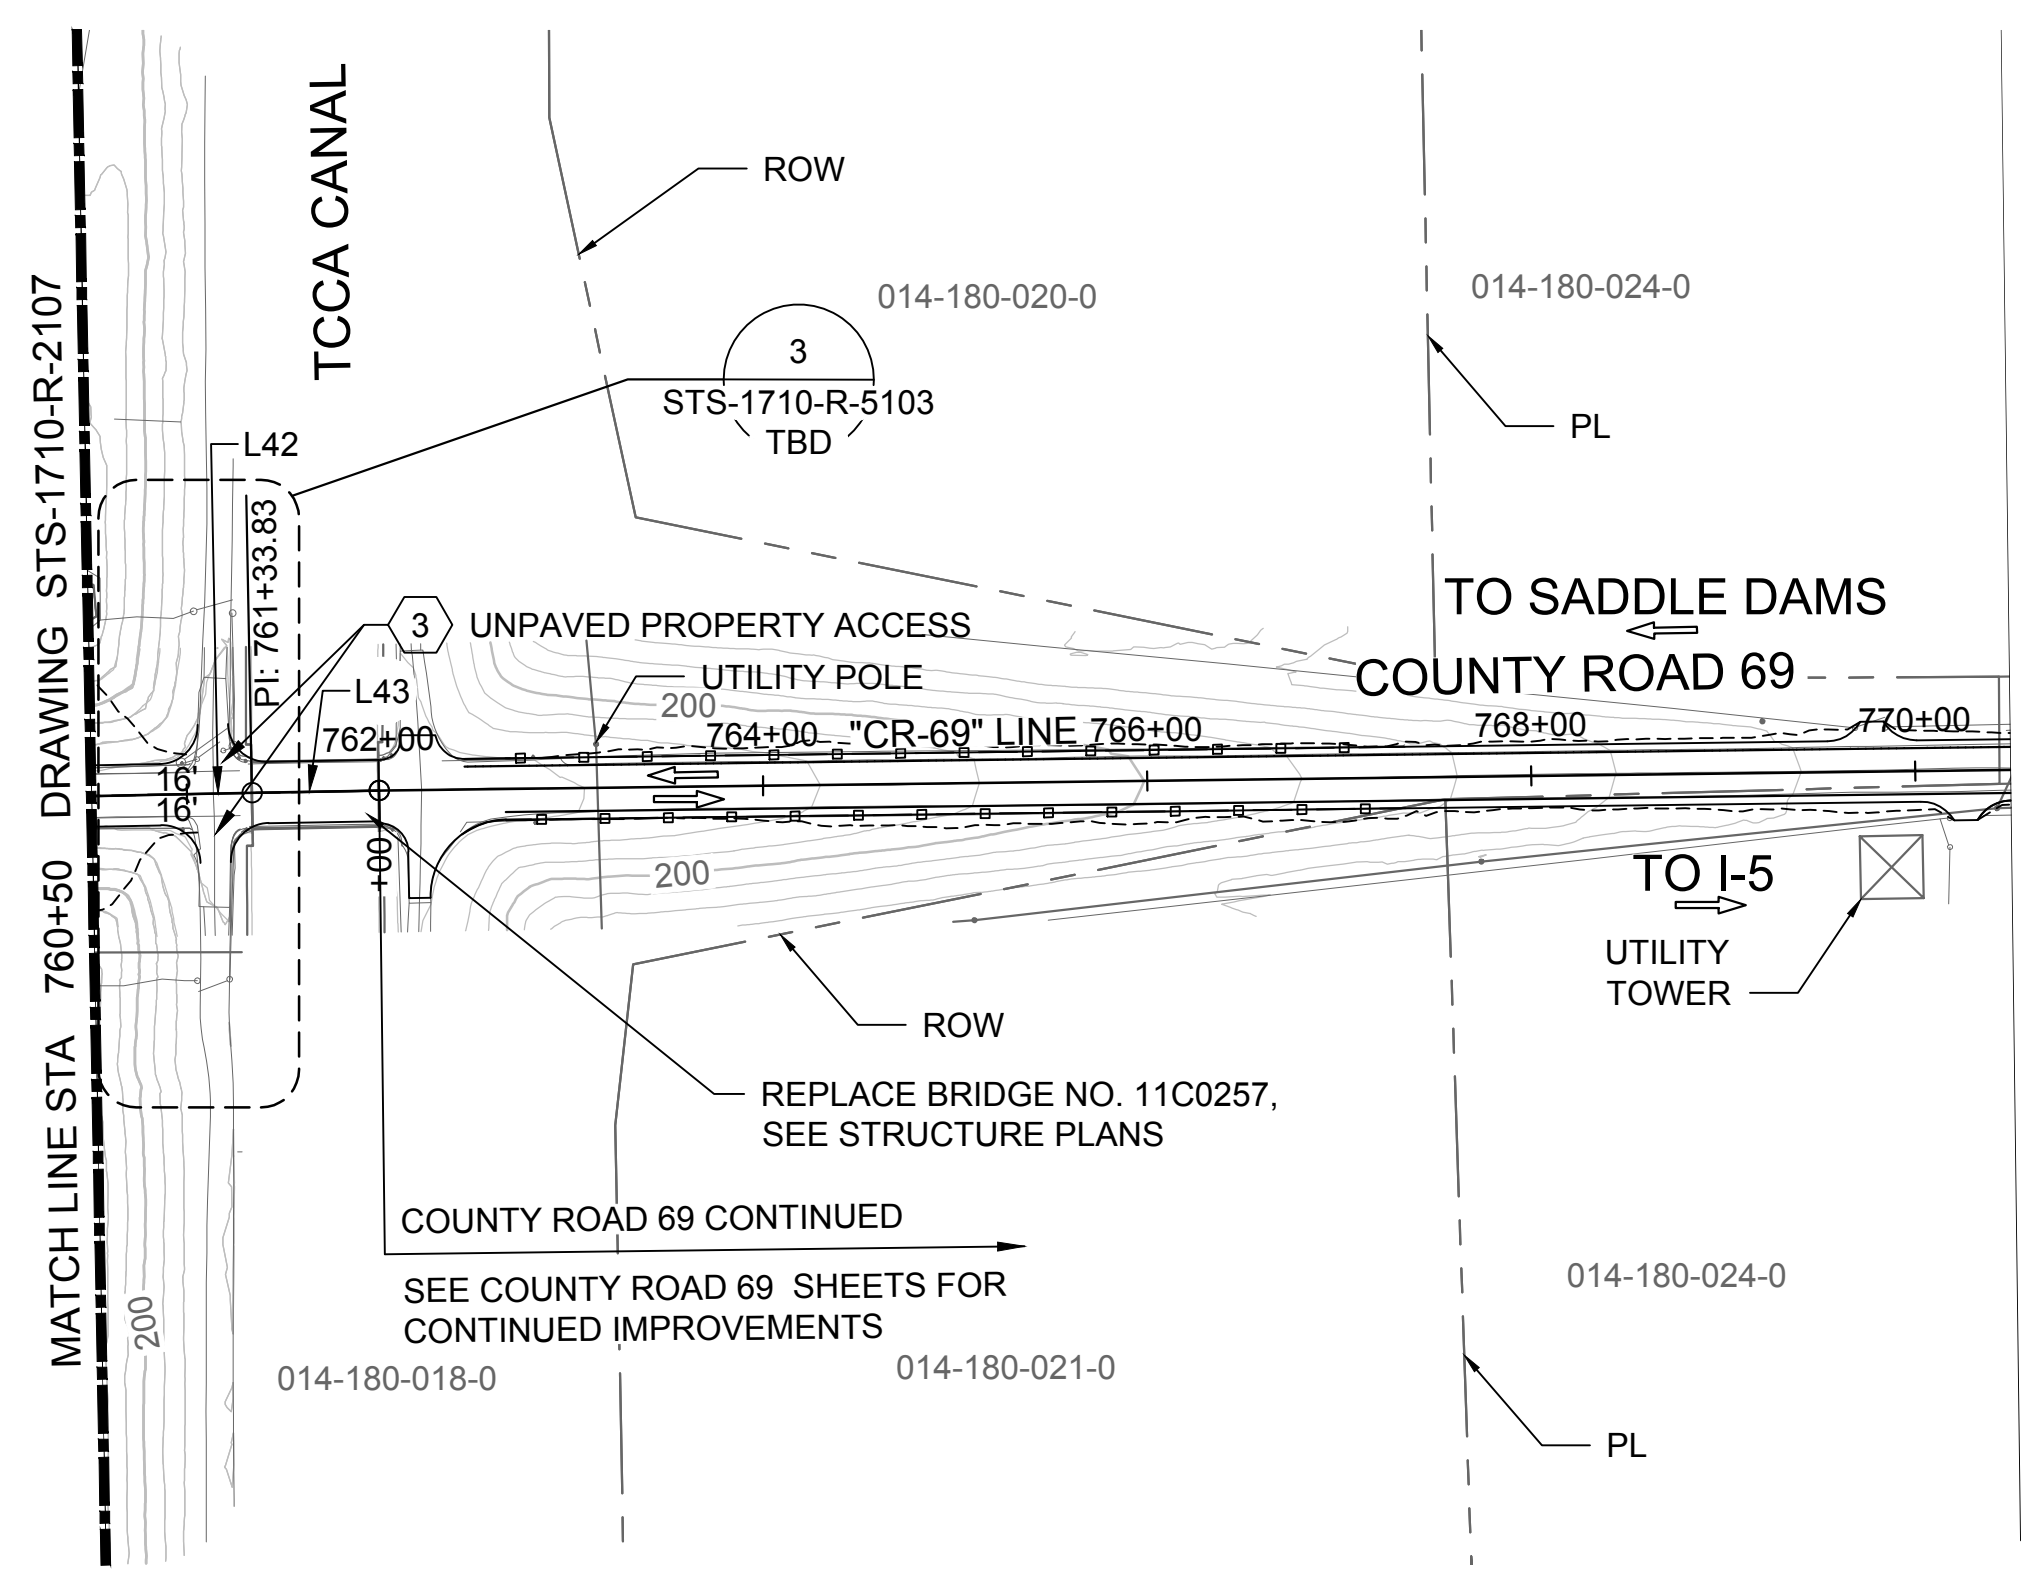 MATCH LINE STA 760+50 DRAWING STS-1710-R-2107
TCCA CANAL
ROW
014-180-020-0
014-180-024-0
3
STS-1710-R-5103
TBD
PL
L42
PI: 761+33.83
TO SADDLE DAMS
3 UNPAVED PROPERTY ACCESS
COUNTY ROAD 69
UTILITY POLE
L43
200
762+00
764+00
"CR-69" LINE
766+00
768+00
770+00
16'
16'
+00
200
TO I-5
UTILITY
TOWER
ROW
REPLACE BRIDGE NO. 11C0257,
SEE STRUCTURE PLANS
COUNTY ROAD 69 CONTINUED
SEE COUNTY ROAD 69 SHEETS FOR
CONTINUED IMPROVEMENTS
200
014-180-024-0
014-180-018-0
014-180-021-0
PL